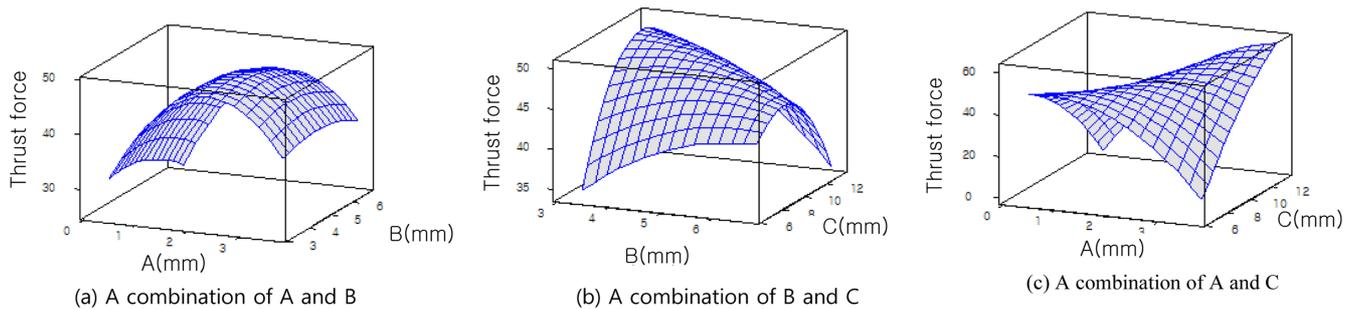 Thrust force
50
40
30
0
1
2
3
A(mm)
3
4
5
6
B(mm)
(a) A combination of A and B
Thrust force
50
45
40
35
3
4
5
6
B(mm)
6
8
10
12
C(mm)
(b) A combination of B and C
Thrust force
60
40
20
0
0
1
2
3
A(mm)
6
8
10
12
C(mm)
(c) A combination of A and C